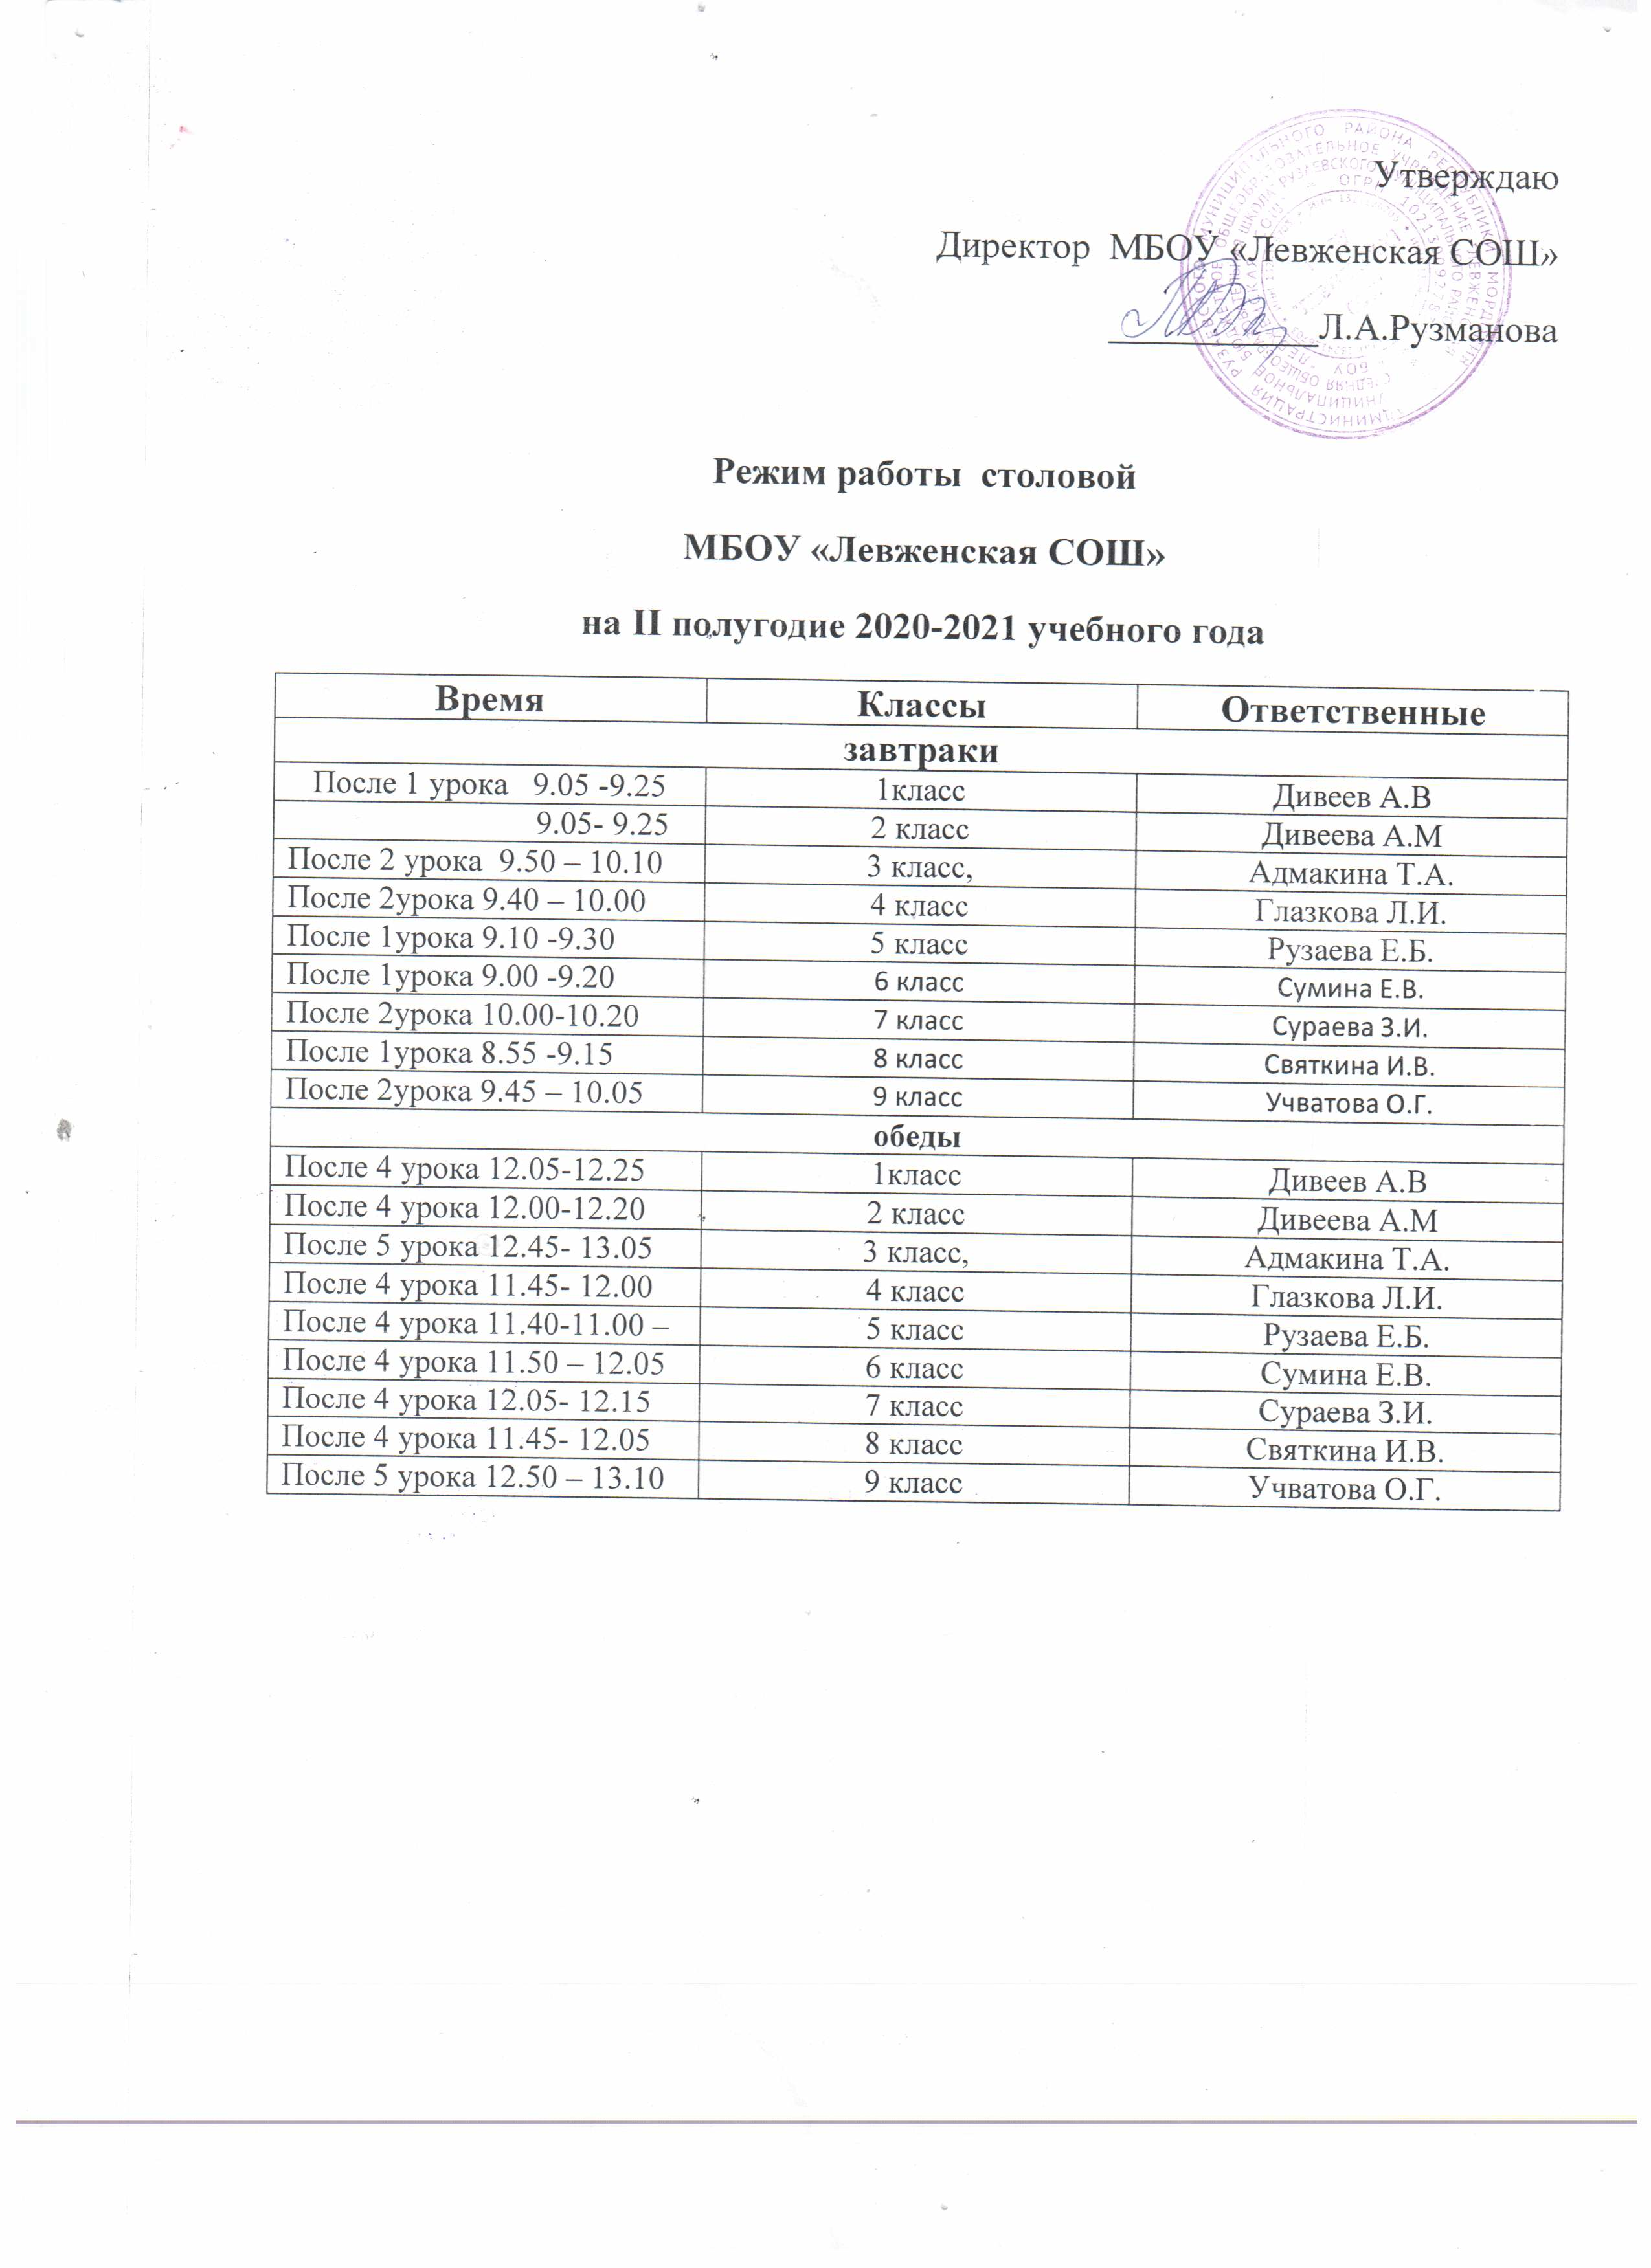 Утверждаю
Директор МБОУ «Левженская СОШ»
Л.А.Рузманова
Режим работы столовой
МБОУ «Левженская СОШ»
на II полугодие 2020-2021 учебного года
Время Классы Ответственные
завтраки
После 1 урока 9.05 -9.25 1класс Дивеев А.В
9.05- 9.25 2 класс Дивеева А.М
После 2 урока 9.50 – 10.10 3 класс, Адмакина Т.А.
После 2урока 9.40 – 10.00 4 класс Глазкова Л.И.
После 1урока 9.10 -9.30 5 класс Рузаева Е.Б.
После 1урока 9.00 -9.20 6 класс Сумина Е.В.
После 2урока 10.00-10.20 7 класс Сураева З.И.
После 1урока 8.55 -9.15 8 класс Святкина И.В.
После 2урока 9.45 – 10.05 9 класс Учватова О.Г.
обеды
После 4 урока 12.05-12.25 1класс Дивеев А.В
После 4 урока 12.00-12.20 2 класс Дивеева А.М
После 5 урока 12.45- 13.05 3 класс, Адмакина Т.А.
После 4 урока 11.45- 12.00 4 класс Глазкова Л.И.
После 4 урока 11.40-11.00 – 5 класс Рузаева Е.Б.
После 4 урока 11.50 – 12.05 6 класс Сумина Е.В.
После 4 урока 12.05- 12.15 7 класс Сураева З.И.
После 4 урока 11.45- 12.05 8 класс Святкина И.В.
После 5 урока 12.50 – 13.10 9 класс Учватова О.Г.